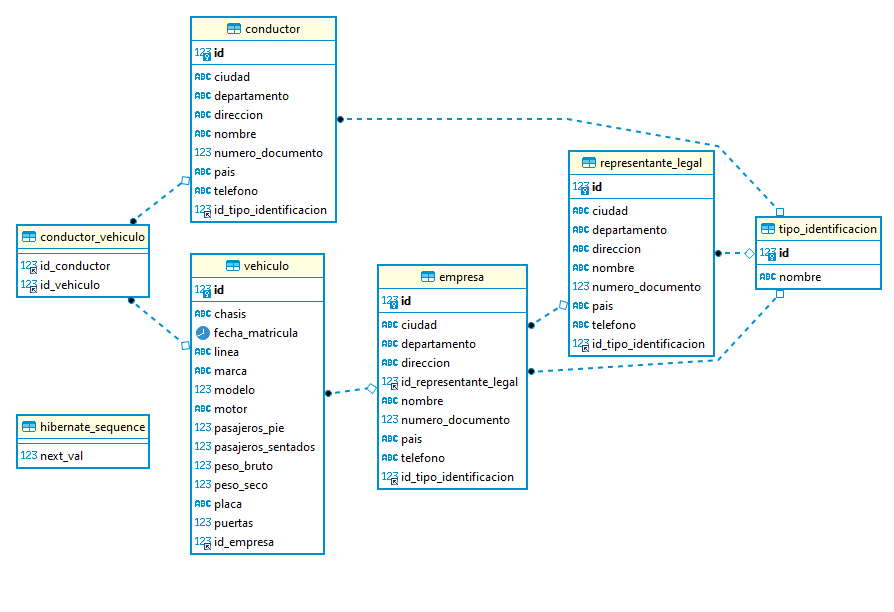 conductor
123 id
ABC ciudad
ABC departamento
ABC direccion
ABC nombre
123 numero_documento
ABC pais
ABC telefono
123 id_tipo_identificacion
conductor_vehiculo
123 id_conductor
123 id_vehiculo
hibernate_sequence
123 next_val
vehiculo
123 id
ABC chasis
fecha_matricula
ABC linea
ABC marca
123 modelo
ABC motor
123 pasajeros_pie
123 pasajeros_sentados
123 peso_bruto
123 peso_seco
ABC placa
123 puertas
123 id_empresa
empresa
123 id
ABC ciudad
ABC departamento
ABC direccion
123 id_representante_legal
ABC nombre
123 numero_documento
ABC pais
ABC telefono
123 id_tipo_identificacion
representante_legal
123 id
ABC ciudad
ABC departamento
ABC direccion
ABC nombre
123 numero_documento
ABC pais
ABC telefono
123 id_tipo_identificacion
tipo_identificacion
123 id
ABC nombre